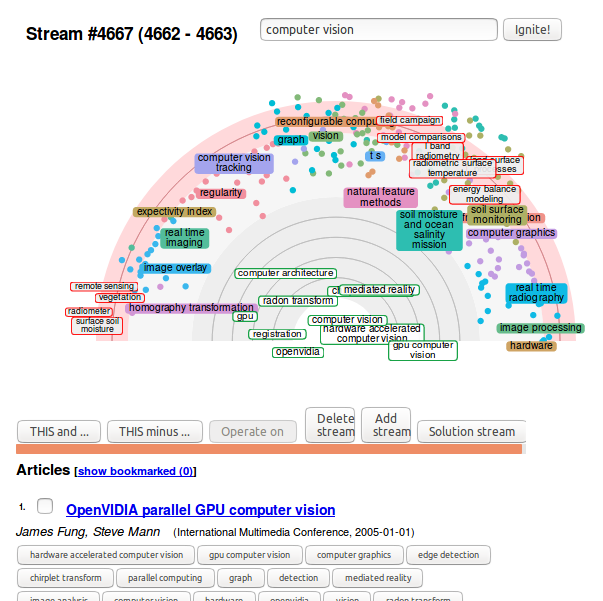 Stream #4667 (4662 - 4663)
computer vision
Ignite!
reconfigurable compu
field campaign
graph
vision
model comparisons
l band
radiometry
t s
computer vision
tracking
radiometric surface
temperature
surface
sses
regularity
natural feature
methods
energy balance
modeling
expectivity index
soil moisture
and ocean
salinity
mission
soil surface
monitoring
ion
real time
imaging
computer graphics
image overlay
computer architecture
remote sensing
vegetation
radiometer
surface soil
moisture
homography transformation
gpu
radon transform
mediated reality
real time
radiography
computer vision
registration
hardware accelerated
computer vision
openvidia
gpu computer
vision
image processing
hardware
THIS and ...
THIS minus ...
Operate on
Delete
stream
Add
stream
Solution stream
Articles [show bookmarked (0)]
1.
OpenVIDIA parallel GPU computer vision
James Fung, Steve Mann (International Multimedia Conference, 2005-01-01)
hardware accelerated computer vision
gpu computer vision
computer graphics
edge detection
chirplet transform
parallel computing
graph
detection
mediated reality
image analysis
computer vision
hardware
openvidia
vision
radon transform